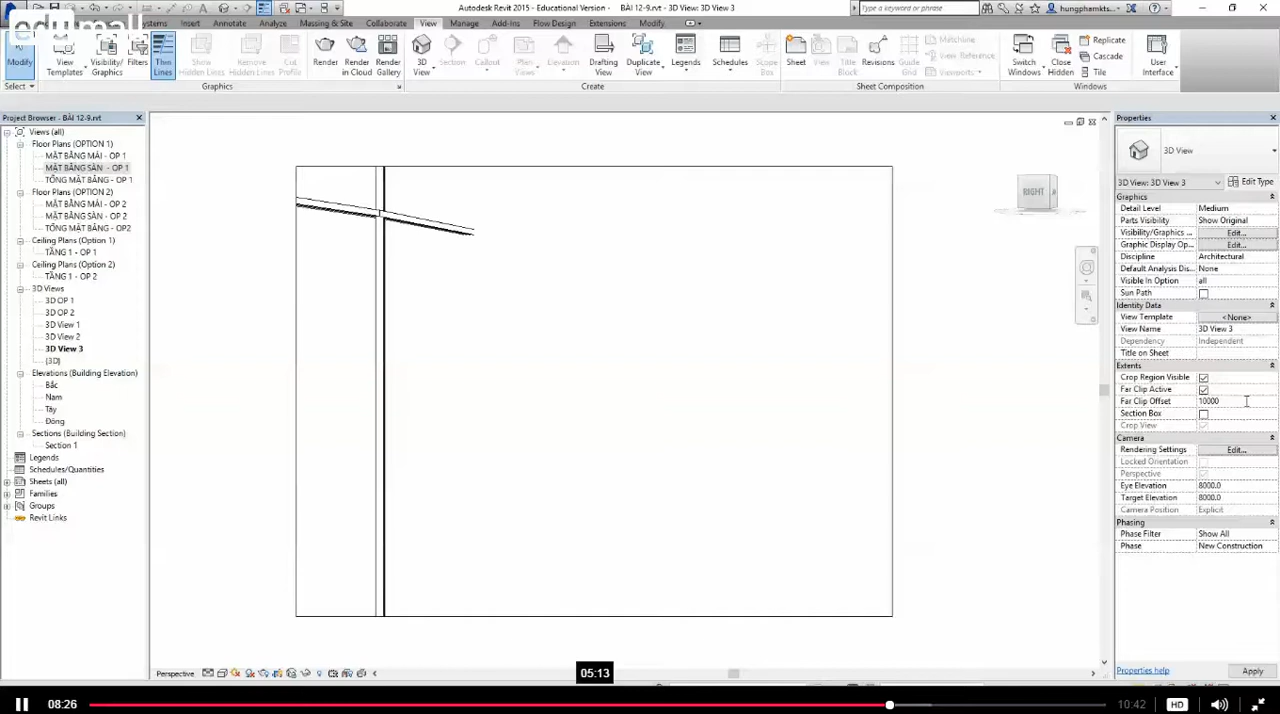 edumall
Autodesk Revit 2015 - Educational Version - BÀI 12-9.rvt - 3D View: 3D View 3
Type a keyword or phrase
hungphamkts...
Systems Insert Annotate Analyze Massing & Site Collaborate View Manage Add-Ins Flow Design Extensions Modify
Modify
View Templates
Visibility/ Graphics
Filters
Thin Lines
Show Hidden Lines
Remove Hidden Lines
Cut Profile
Render
Render in Cloud
Render Gallery
3D View
Section
Callout
Plan Views
Elevation
Drafting View
Duplicate View
Legends
Schedules
Scope Box
Sheet
View
Title Block
Revisions
Guide Grid
Matchline
View Reference
Viewports
Switch Windows
Close Hidden
Replicate
Cascade
Tile
User Interface
Select
Graphics
Create
Sheet Composition
Windows
Project Browser - BÀI 12-9.rvt
Views (all)
Floor Plans (OPTION 1)
MẶT BẰNG MÁI - OP 1
MẶT BẰNG SÀN - OP 1
TỔNG MẶT BẰNG - OP 1
Floor Plans (OPTION 2)
MẶT BẰNG MÁI - OP 2
MẶT BẰNG SÀN - OP2
TỔNG MẶT BẰNG - OP2
Ceiling Plans (Option 1)
TẦNG 1 - OP 1
Ceiling Plans (Option 2)
TẦNG 1 - OP 2
3D Views
3D OP 1
3D OP 2
3D View 1
3D View 2
3D View 3
{3D}
Elevations (Building Elevation)
Bắc
Nam
Tây
Đông
Sections (Building Section)
Section 1
Legends
Schedules/Quantities
Sheets (all)
Families
Groups
Revit Links
RIGHT
Properties
3D View
3D View: 3D View 3 Edit Type
Graphics
Detail Level Medium
Parts Visibility Show Original
Visibility/Graphics ... Edit...
Graphic Display Op... Edit...
Discipline Architectural
Default Analysis Dis... None
Visible In Option all
Sun Path
Identity Data
View Template <None>
View Name 3D View 3
Dependency Independent
Title on Sheet
Extents
Crop Region Visible
Far Clip Active
Far Clip Offset 10000
Section Box
Crop View
Camera
Rendering Settings Edit...
Locked Orientation
Perspective
Eye Elevation 8000.0
Target Elevation 8000.0
Camera Position Explicit
Phasing
Phase Filter Show All
Phase New Construction
Properties help Apply
Perspective
05:13
08:26 10:42 HD